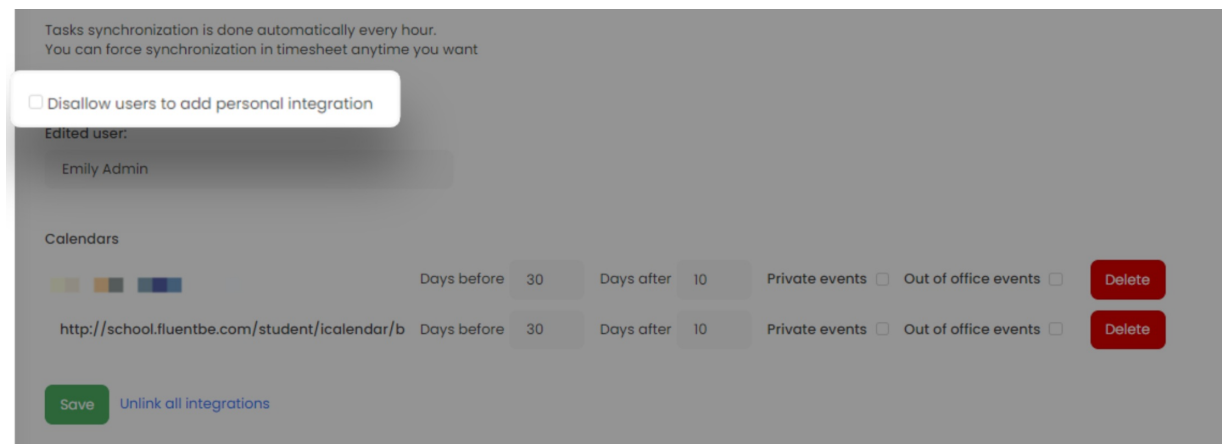 Tasks synchronization is done automatically every hour.
You can force synchronization in timesheet anytime you want
Disallow users to add personal integration
Edited user:
Emily Admin
Calendars
Days before 30 Days after 10 Private events Out of office events Delete
http://school.fluentbe.com/student/icalendar/b Days before 30 Days after 10 Private events Out of office events Delete
Save Unlink all integrations